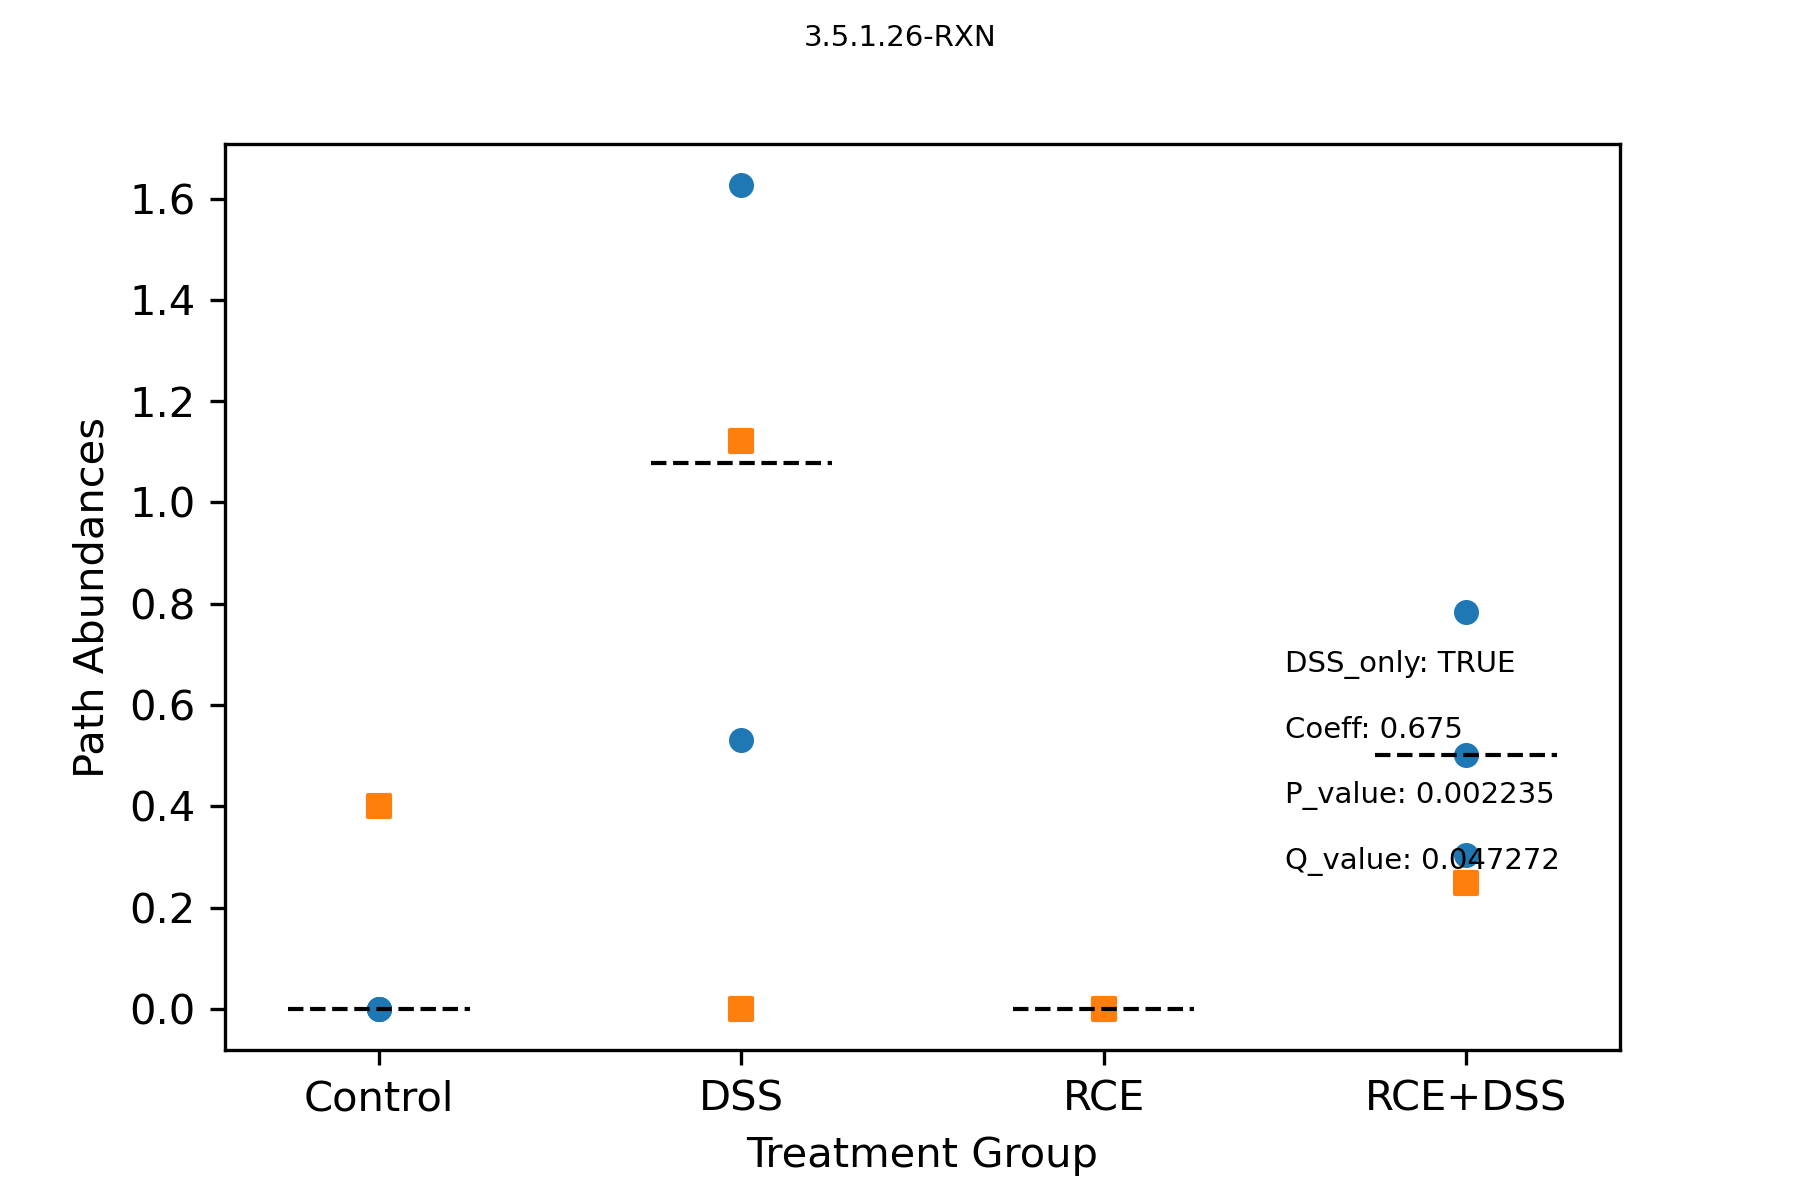 3.5.1.26-RXN
Path Abundances
1.6
1.4
1.2
1.0
0.8
0.6
0.4
0.2
0.0
DSS_only: TRUE
Coeff: 0.675
P_value: 0.002235
Q_value: 0.047272
Control
DSS
RCE
RCE+DSS
Treatment Group